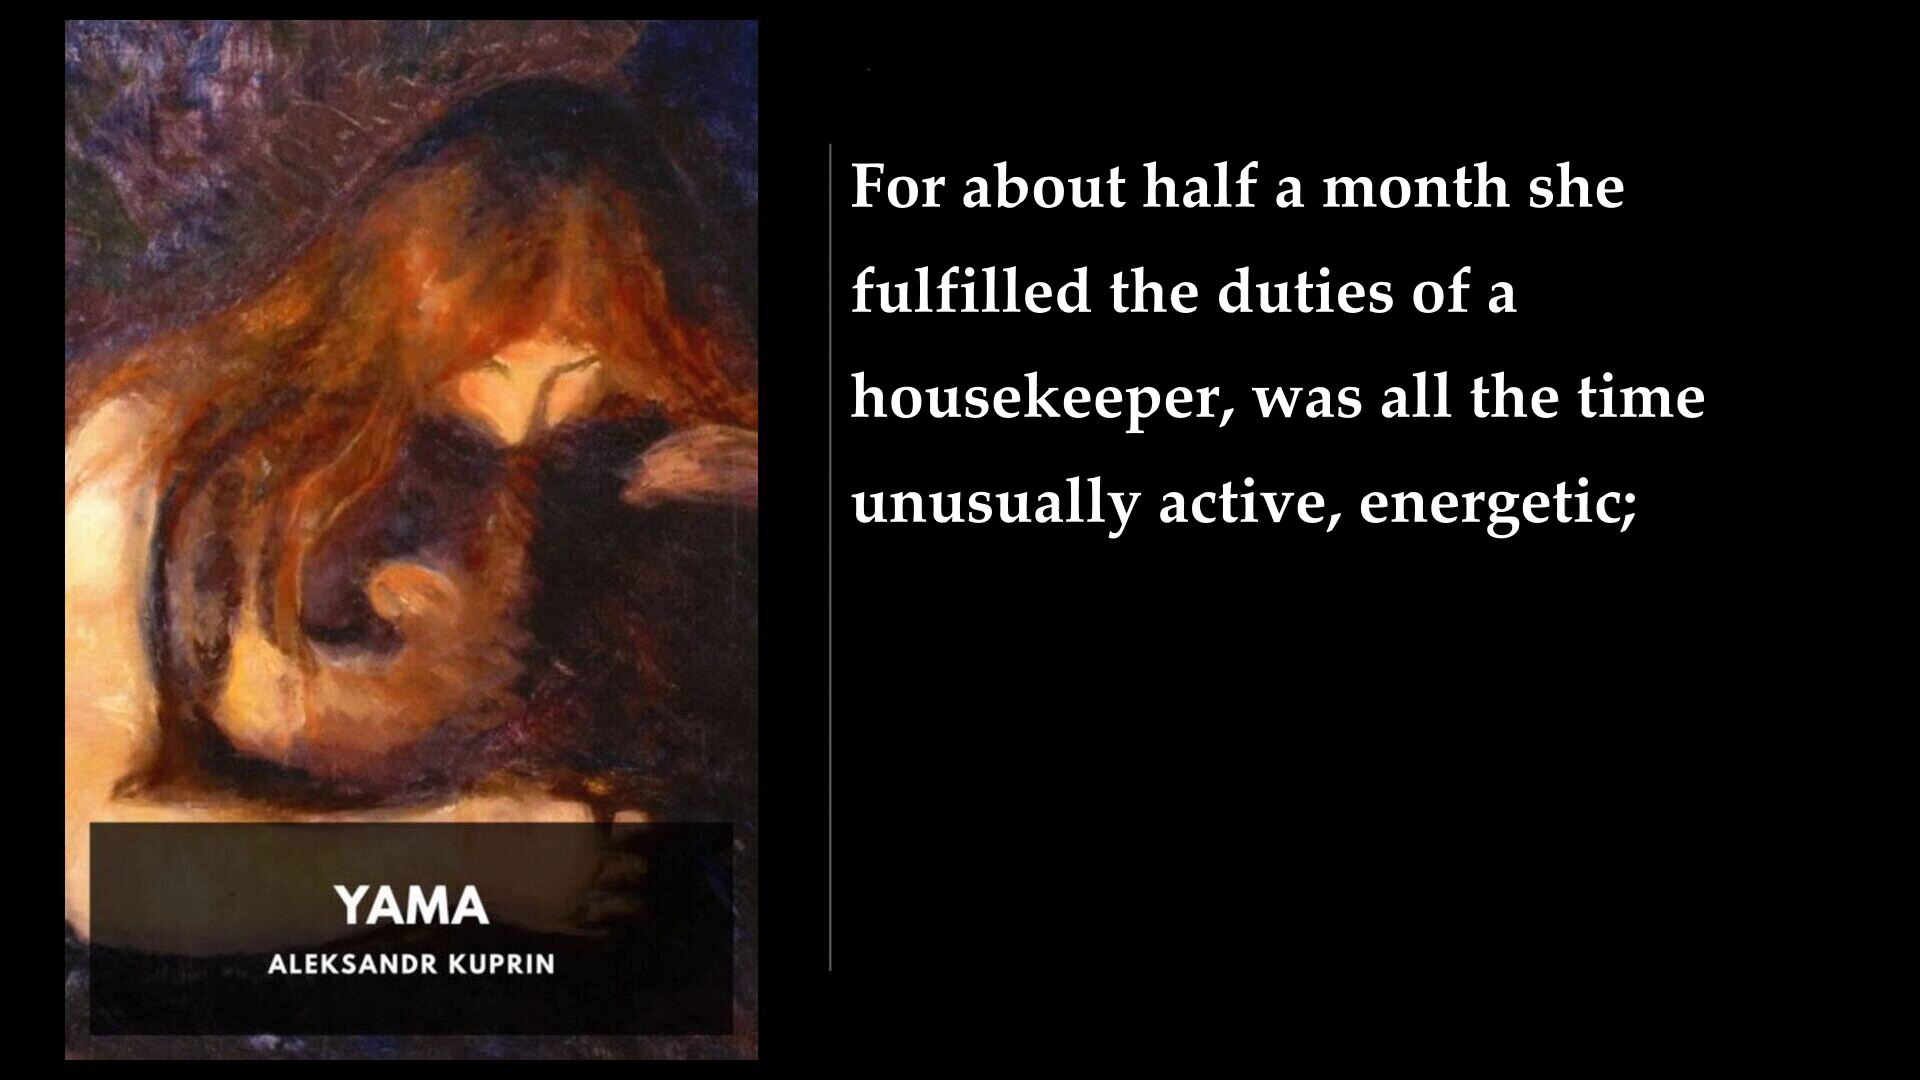 For about half a month she
fulfilled the duties of a
housekeeper, was all the time
unusually active, energetic;
YAMA
ALEKSANDR KUPRIN